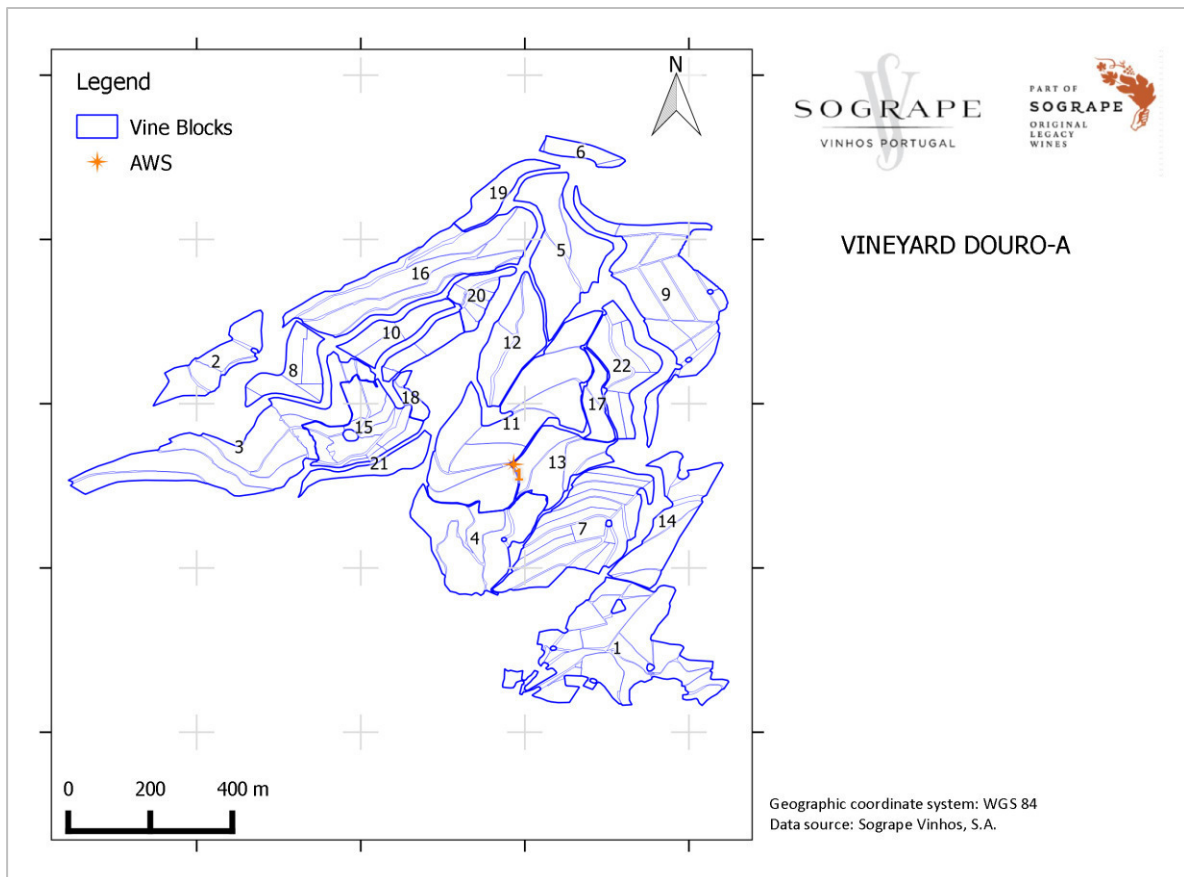 Legend
Vine Blocks
AWS
N
6
19
5
16
9
20
10
12
2
8
22
18
17
11
15
3
13
21
7
14
4
1
1
0 200 400 m
SOGRAPE
VINHOS PORTUGAL
PART OF
SOGRAPE
ORIGINAL
LEGACY
WINES
VINEYARD DOURO-A
Geographic coordinate system: WGS 84
Data source: Sogrape Vinhos, S.A.